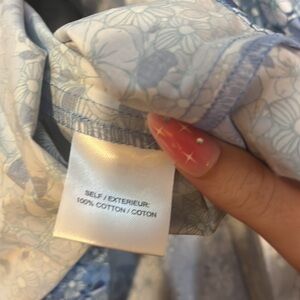 SELF / EXTERIEUR:
100% COTTON / COTON